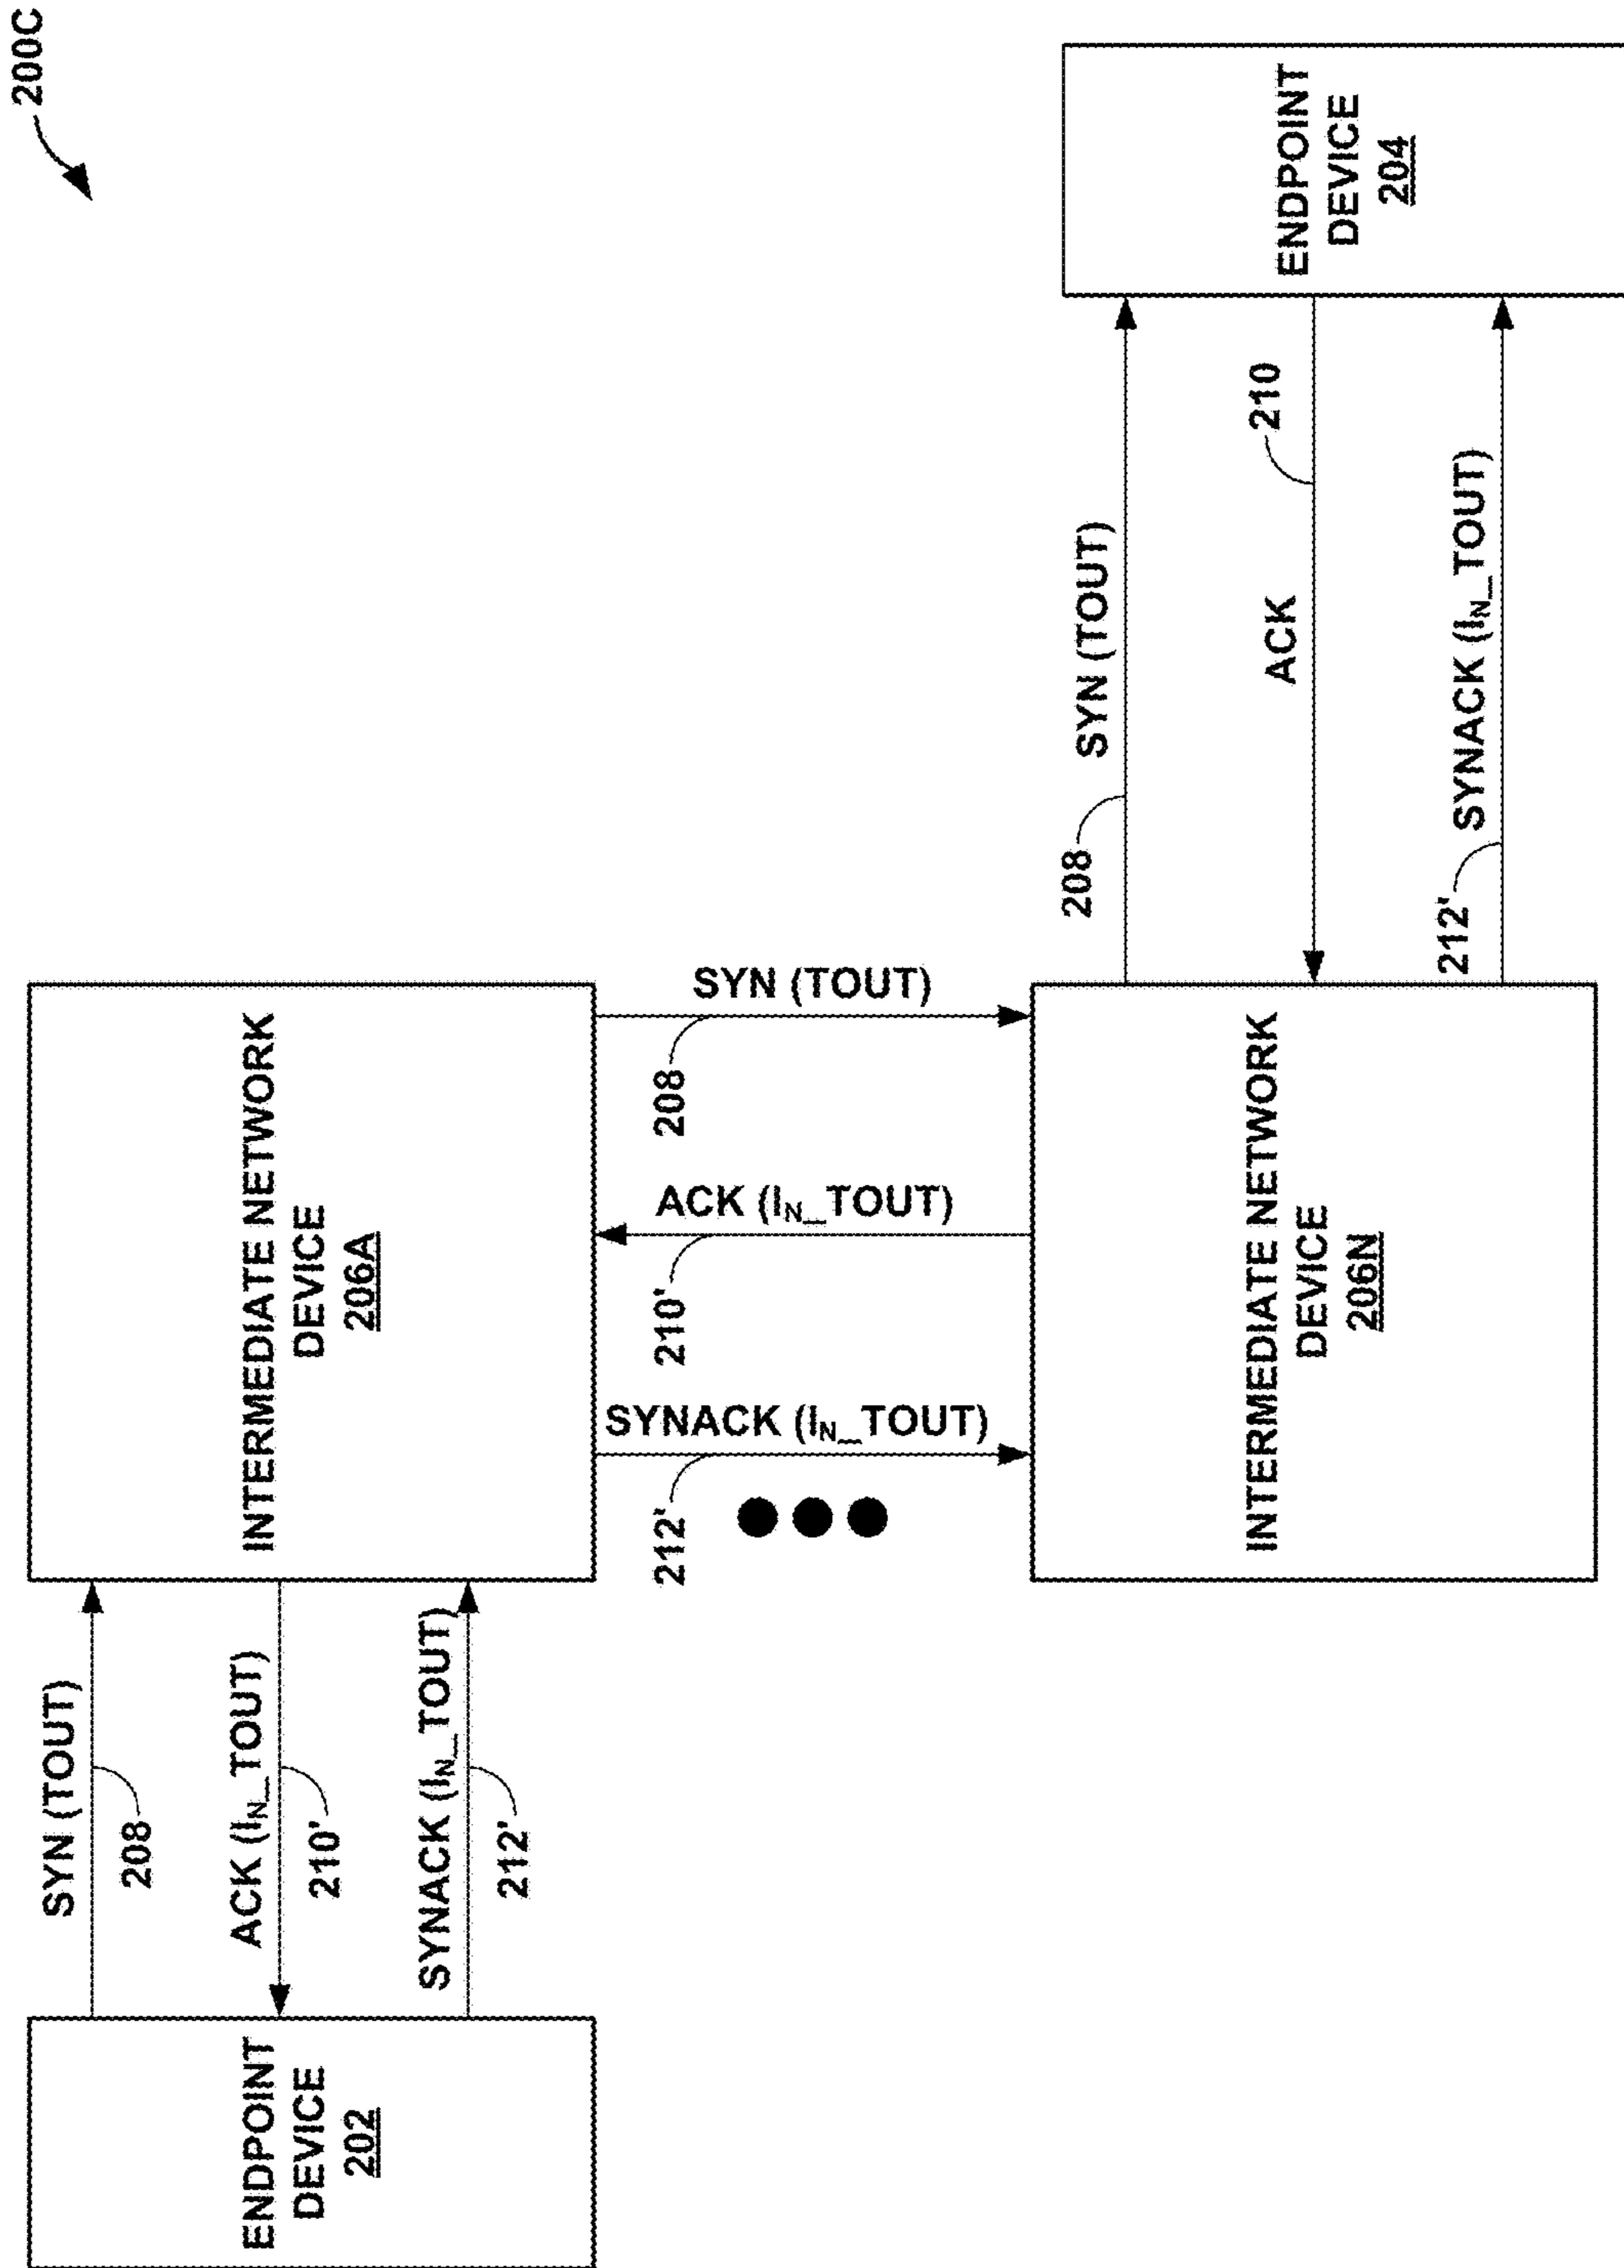 200C
ENDPOINT
DEVICE
202
SYN (TOUT)
208
ACK (IN_TOUT)
210'
SYNACK (IN_TOUT)
212'
INTERMEDIATE NETWORK
DEVICE
206A
SYN (TOUT)
208
ACK (IN_TOUT)
210'
SYNACK (IN_TOUT)
212'
INTERMEDIATE NETWORK
DEVICE
206N
208
SYN (TOUT)
ACK
210
212'
SYNACK (IN_TOUT)
ENDPOINT
DEVICE
204